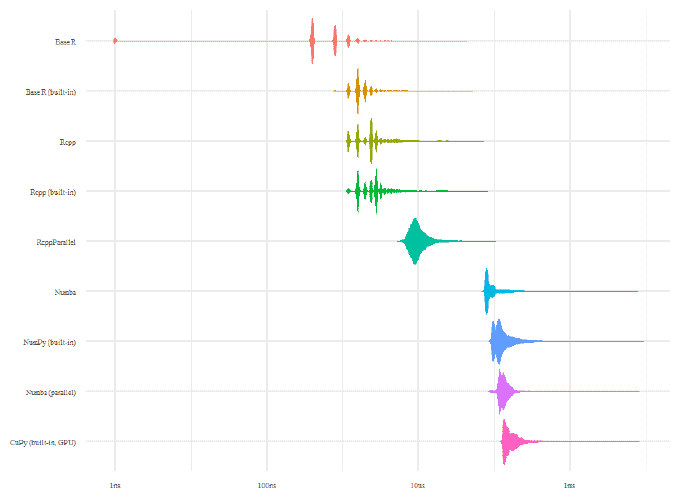 Base R
Base R (built-in)
Rcpp
Rcpp (built-in)
RcppParallel
Numba
NumPy (built-in)
Numba (parallel)
CuPy (built-in, GPU)
1ns
100ns
10μs
1ms